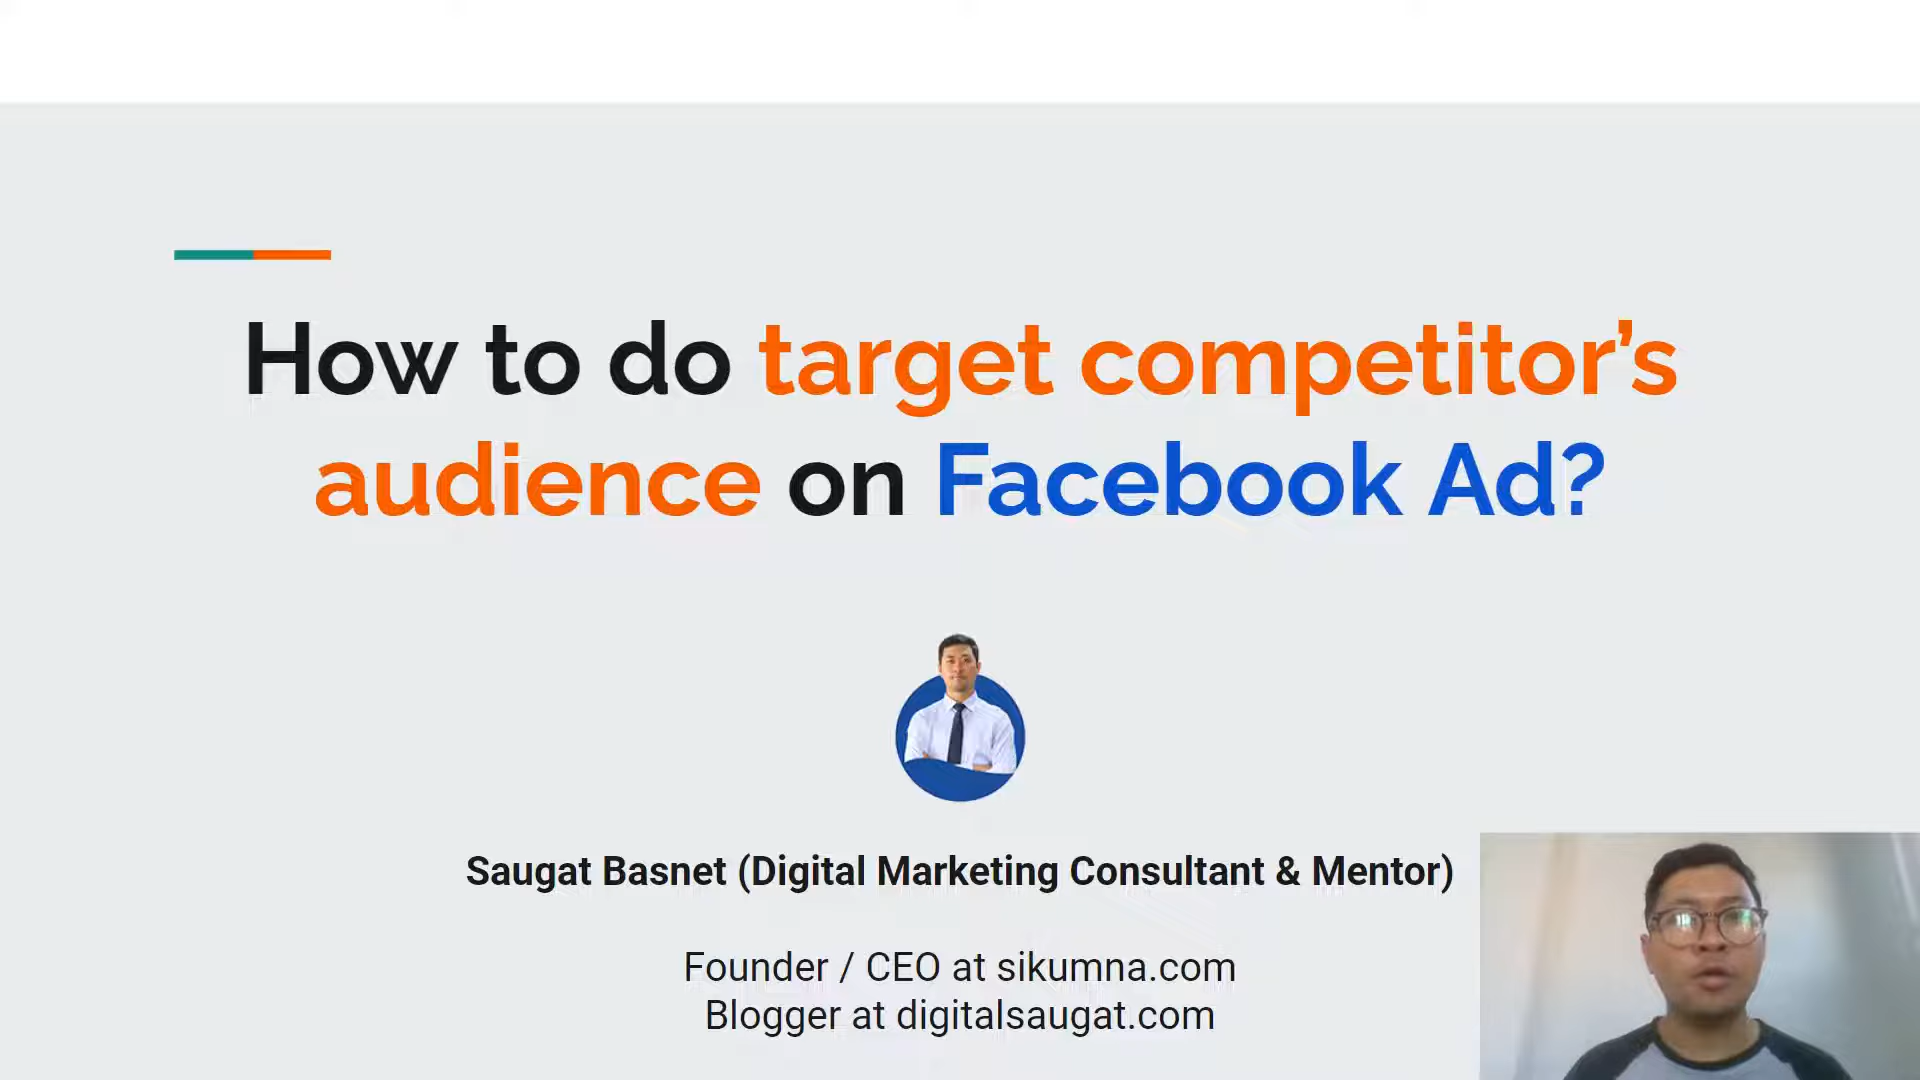 How to do target competitor’s
audience on Facebook Ad?
Saugat Basnet (Digital Marketing Consultant & Mentor)
Founder / CEO at sikumna.com
Blogger at digitalsaugat.com